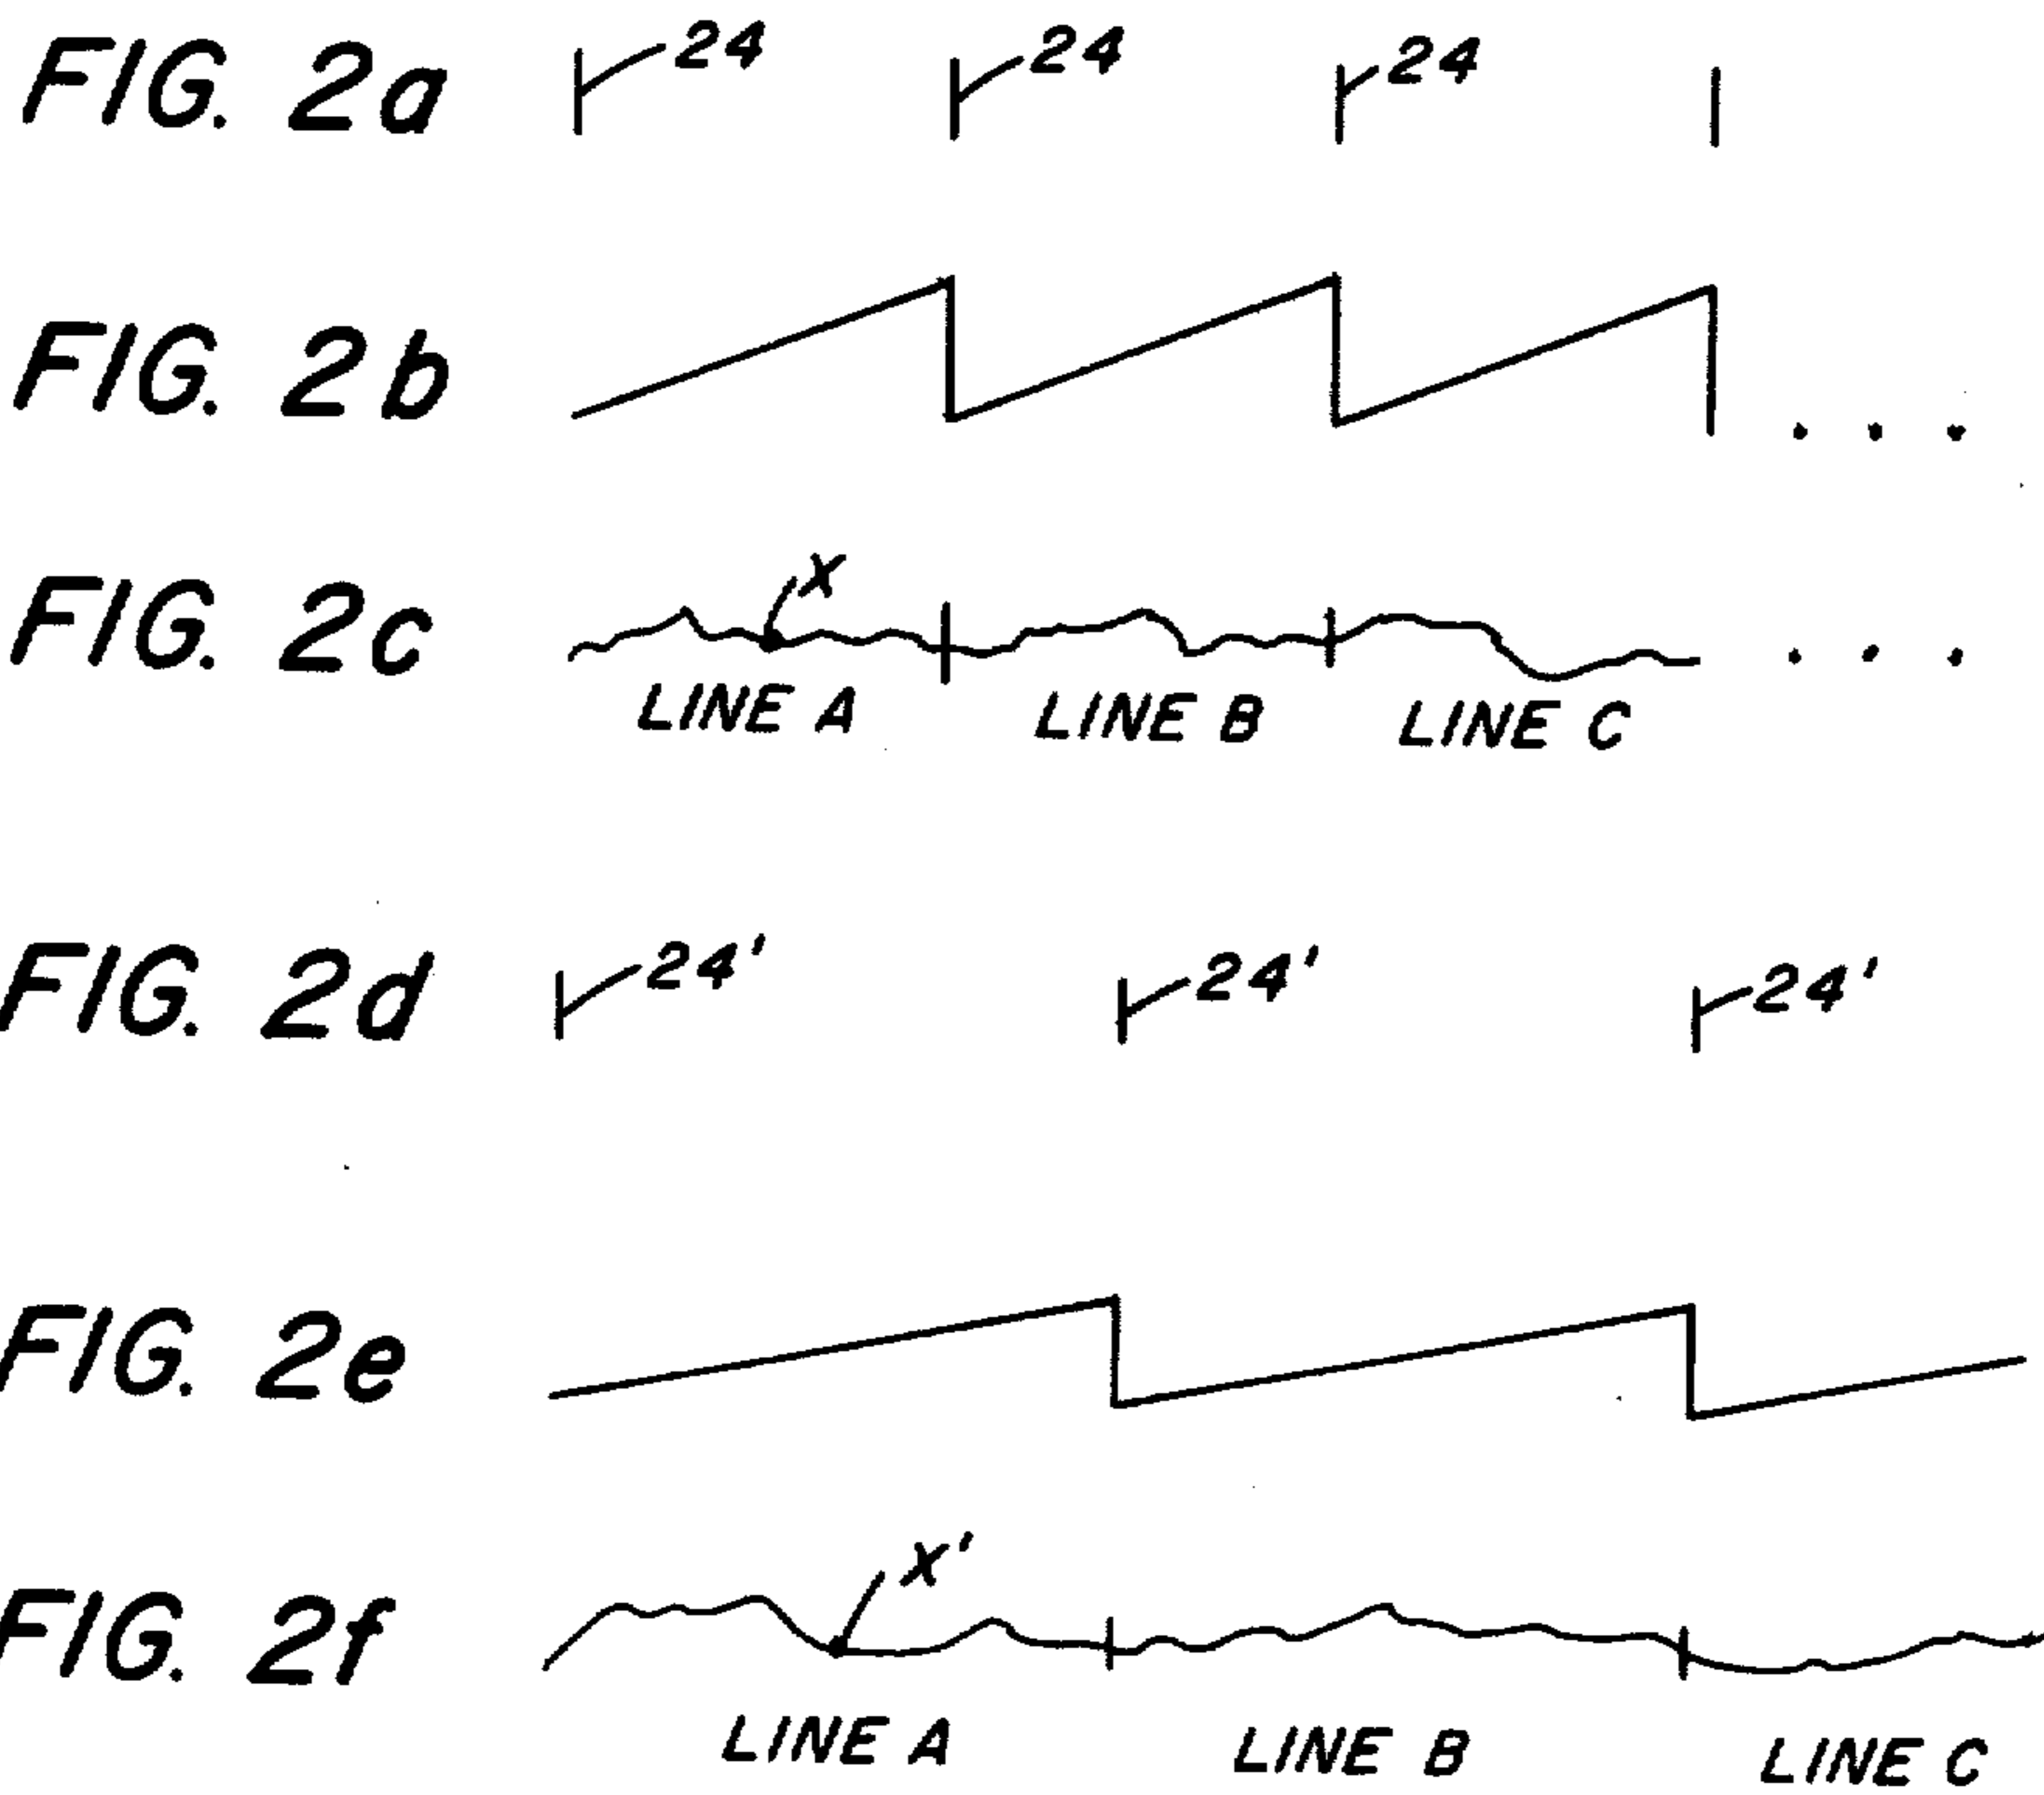 FIG. 2a 24 24 24
FIG. 2b
FIG. 2c X
LINE A LINE B LINE C
FIG. 2d 24' 24' 24'
FIG. 2e
FIG. 2f X'
LINE A LINE B LINE C